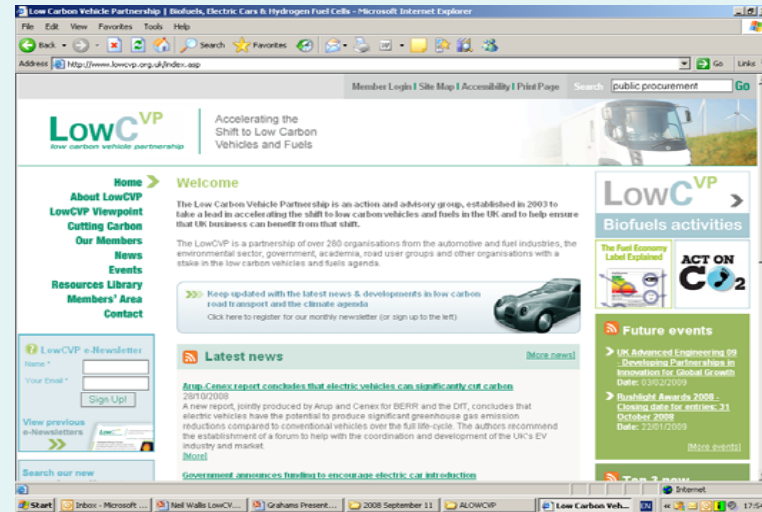 Low Carbon Vehicle Partnership | Biofuels, Electric Cars & Hydrogen Fuel Cells - Microsoft Internet Explorer
File Edit View Favorites Tools Help
Back Search Favorites
Address http://www.lowcvp.org.uk/index.asp Go Links
Member Login | Site Map | Accessibility | Print Page Search public procurement Go
LowCVP
low carbon vehicle partnership
Accelerating the
Shift to Low Carbon
Vehicles and Fuels
Home
About LowCVP
LowCVP Viewpoint
Cutting Carbon
Our Members
News
Events
Resources Library
Members' Area
Contact
LowCVP e-Newsletter
Name *
Your Email *
Sign Up!
View previous
e-Newsletters
Search our new
Welcome
The Low Carbon Vehicle Partnership is an action and advisory group, established in 2003 to
take a lead in accelerating the shift to low carbon vehicles and fuels in the UK and to help ensure
that UK business can benefit from that shift.
The LowCVP is a partnership of over 280 organisations from the automotive and fuel industries, the
environmental sector, government, academia, road user groups and other organisations with a
stake in the low carbon vehicles and fuels agenda.
Keep updated with the latest news & developments in low carbon
road transport and the climate agenda
Click here to register for our monthly newsletter (or sign up to the left)
Latest news [More news]
Arup-Cenex report concludes that electric vehicles can significantly cut carbon
28/10/2008
A new report, jointly produced by Arup and Cenex for BERR and the DfT, concludes that
electric vehicles have the potential to produce significant greenhouse gas emission
reductions compared to conventional vehicles over the full life-cycle. The authors recommend
the establishment of a forum to help with the coordination and development of the UK's EV
industry and market.
[More]
Government announces funding to encourage electric car introduction
LowCVP
Biofuels activities
The Fuel Economy
Label Explained
ACT ON
CO2
Future events
UK Advanced Engineering 09
- Developing Partnerships in
Innovation for Global Growth
Date: 03/02/2009
Rushlight Awards 2008 -
Closing date for entries: 31
October 2008
Date: 22/01/2009
[More events]
Internet
Start Inbox - Microsoft ... Neil Wallis LowCV... Grahams Present... 2008 September 11 ALOWCVP Low Carbon Veh... 17:54